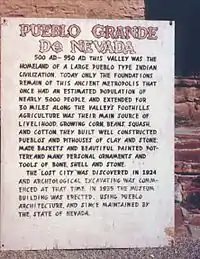 PUEBLO GRANDE
De NEVADA
500 AD - 950 AD THIS VALLEY WAS THE
HOMELAND OF A LARGE PUEBLO TYPE INDIAN
CIVILIZATION. TODAY ONLY THE FOUNDATIONS
REMAIN OF THIS ANCIENT METROPOLIS THAT
ONCE HAD AN ESTIMATED POPULATION OF
NEARLY 5000 PEOPLE AND EXTENDED FOR
30 MILES ALONG THE VALLEYS FOOTHILLS
AGRICULTURE WAS THEIR MAIN SOURCE OF
LIVELIHOOD, GROWING CORN, BEANS, SQUASH,
AND COTTON. THEY BUILT WELL CONSTRUCTED
PUEBLOS AND PITHOUSES OF CLAY AND STONE;
MADE BASKETS AND BEAUTIFUL PAINTED POT-
TERY AND MANY PERSONAL ORNAMENTS AND
TOOLS OF BONE, SHELL AND STONE.
THE "LOST CITY" WAS DISCOVERED IN 1924
AND ARCHEOLOGICAL EXCAVATING WAS COMM-
ENCED AT THAT TIME. IN 1935 THE MUSEUM
BUILDING WAS ERECTED, USING PUEBLO
ARCHITECTURE, AND SINCE MAINTAINED BY
THE STATE OF NEVADA.